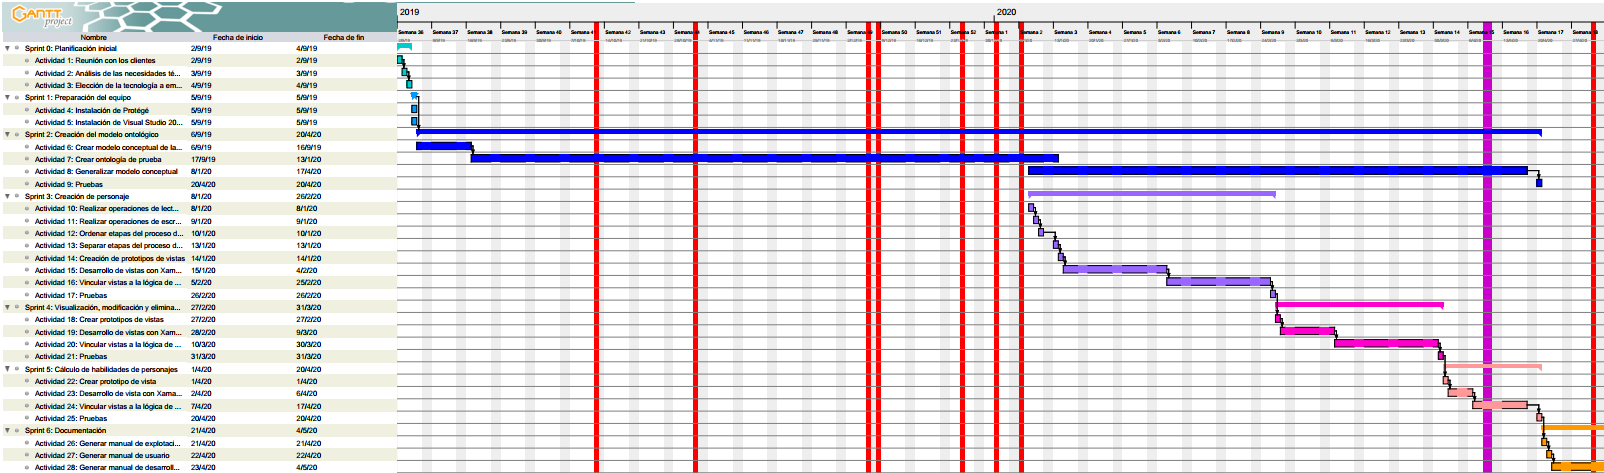 GANTT project
2019
2020
Semana 36 Semana 37 Semana 38 Semana 39 Semana 40 Semana 41 Semana 42 Semana 43 Semana 44 Semana 45 Semana 46 Semana 47 Semana 48 Semana 49 Semana 50 Semana 51 Semana 52 Semana 1 Semana 2 Semana 3 Semana 4 Semana 5 Semana 6 Semana 7 Semana 8 Semana 9 Semana 10 Semana 11 Semana 12 Semana 13 Semana 14 Semana 15 Semana 16 Semana 17 Semana 18
Nombre Fecha de inicio Fecha de fin
Sprint 0: Planificación inicial 2/9/19 4/9/19
Actividad 1: Reunión con los clientes 2/9/19 2/9/19
Actividad 2: Análisis de las necesidades té... 3/9/19 3/9/19
Actividad 3: Elección de la tecnología a em... 4/9/19 4/9/19
Sprint 1: Preparación del equipo 5/9/19 5/9/19
Actividad 4: Instalación de Protégé 5/9/19 5/9/19
Actividad 5: Instalación de Visual Studio 20... 5/9/19 5/9/19
Sprint 2: Creación del modelo ontológico 6/9/19 20/4/20
Actividad 6: Crear modelo conceptual de la... 6/9/19 16/9/19
Actividad 7: Crear ontología de prueba 17/9/19 13/1/20
Actividad 8: Generalizar modelo conceptual 8/1/20 17/4/20
Actividad 9: Pruebas 20/4/20 20/4/20
Sprint 3: Creación de personaje 8/1/20 26/2/20
Actividad 10: Realizar operaciones de lect... 8/1/20 8/1/20
Actividad 11: Realizar operaciones de escr... 9/1/20 9/1/20
Actividad 12: Ordenar etapas del proceso d... 10/1/20 10/1/20
Actividad 13: Separar etapas del proceso d... 13/1/20 13/1/20
Actividad 14: Creación de prototipos de vistas 14/1/20 14/1/20
Actividad 15: Desarrollo de vistas con Xam... 15/1/20 4/2/20
Actividad 16: Vincular vistas a la lógica de ... 5/2/20 25/2/20
Actividad 17: Pruebas 26/2/20 26/2/20
Sprint 4: Visualización, modificación y elimina... 27/2/20 31/3/20
Actividad 18: Crear prototipos de vistas 27/2/20 27/2/20
Actividad 19: Desarrollo de vistas con Xam... 28/2/20 9/3/20
Actividad 20: Vincular vistas a la lógica de ... 10/3/20 30/3/20
Actividad 21: Pruebas 31/3/20 31/3/20
Sprint 5: Cálculo de habilidades de personajes 1/4/20 20/4/20
Actividad 22: Crear prototipo de vista 1/4/20 1/4/20
Actividad 23: Desarrollo de vista con Xama... 2/4/20 6/4/20
Actividad 24: Vincular vistas a la lógica de ... 7/4/20 17/4/20
Actividad 25: Pruebas 20/4/20 20/4/20
Sprint 6: Documentación 21/4/20 4/5/20
Actividad 26: Generar manual de explotaci... 21/4/20 21/4/20
Actividad 27: Generar manual de usuario 22/4/20 22/4/20
Actividad 28: Generar manual de desarroll... 23/4/20 4/5/20